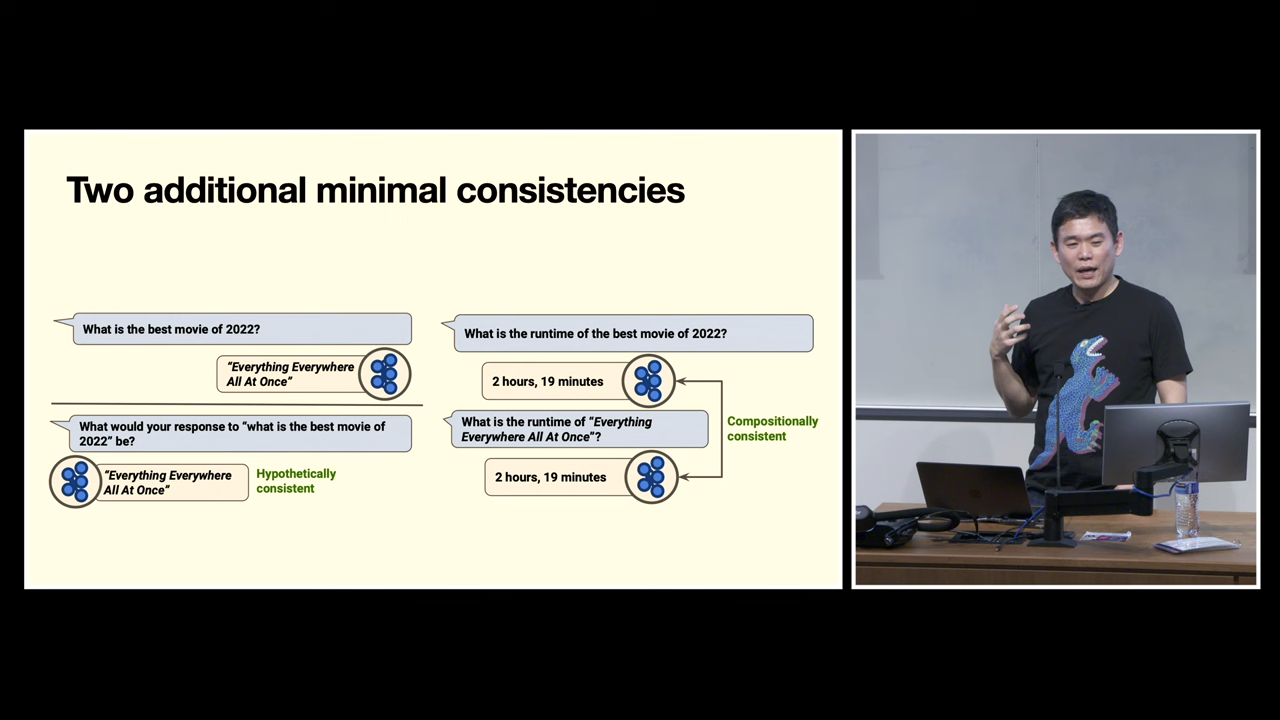 Two additional minimal consistencies
What is the best movie of 2022?
“Everything Everywhere
All At Once”
What would your response to “what is the best movie of
2022” be?
“Everything Everywhere
All At Once”
Hypothetically
consistent
What is the runtime of the best movie of 2022?
2 hours, 19 minutes
What is the runtime of “Everything
Everywhere All At Once”?
2 hours, 19 minutes
Compositionally
consistent